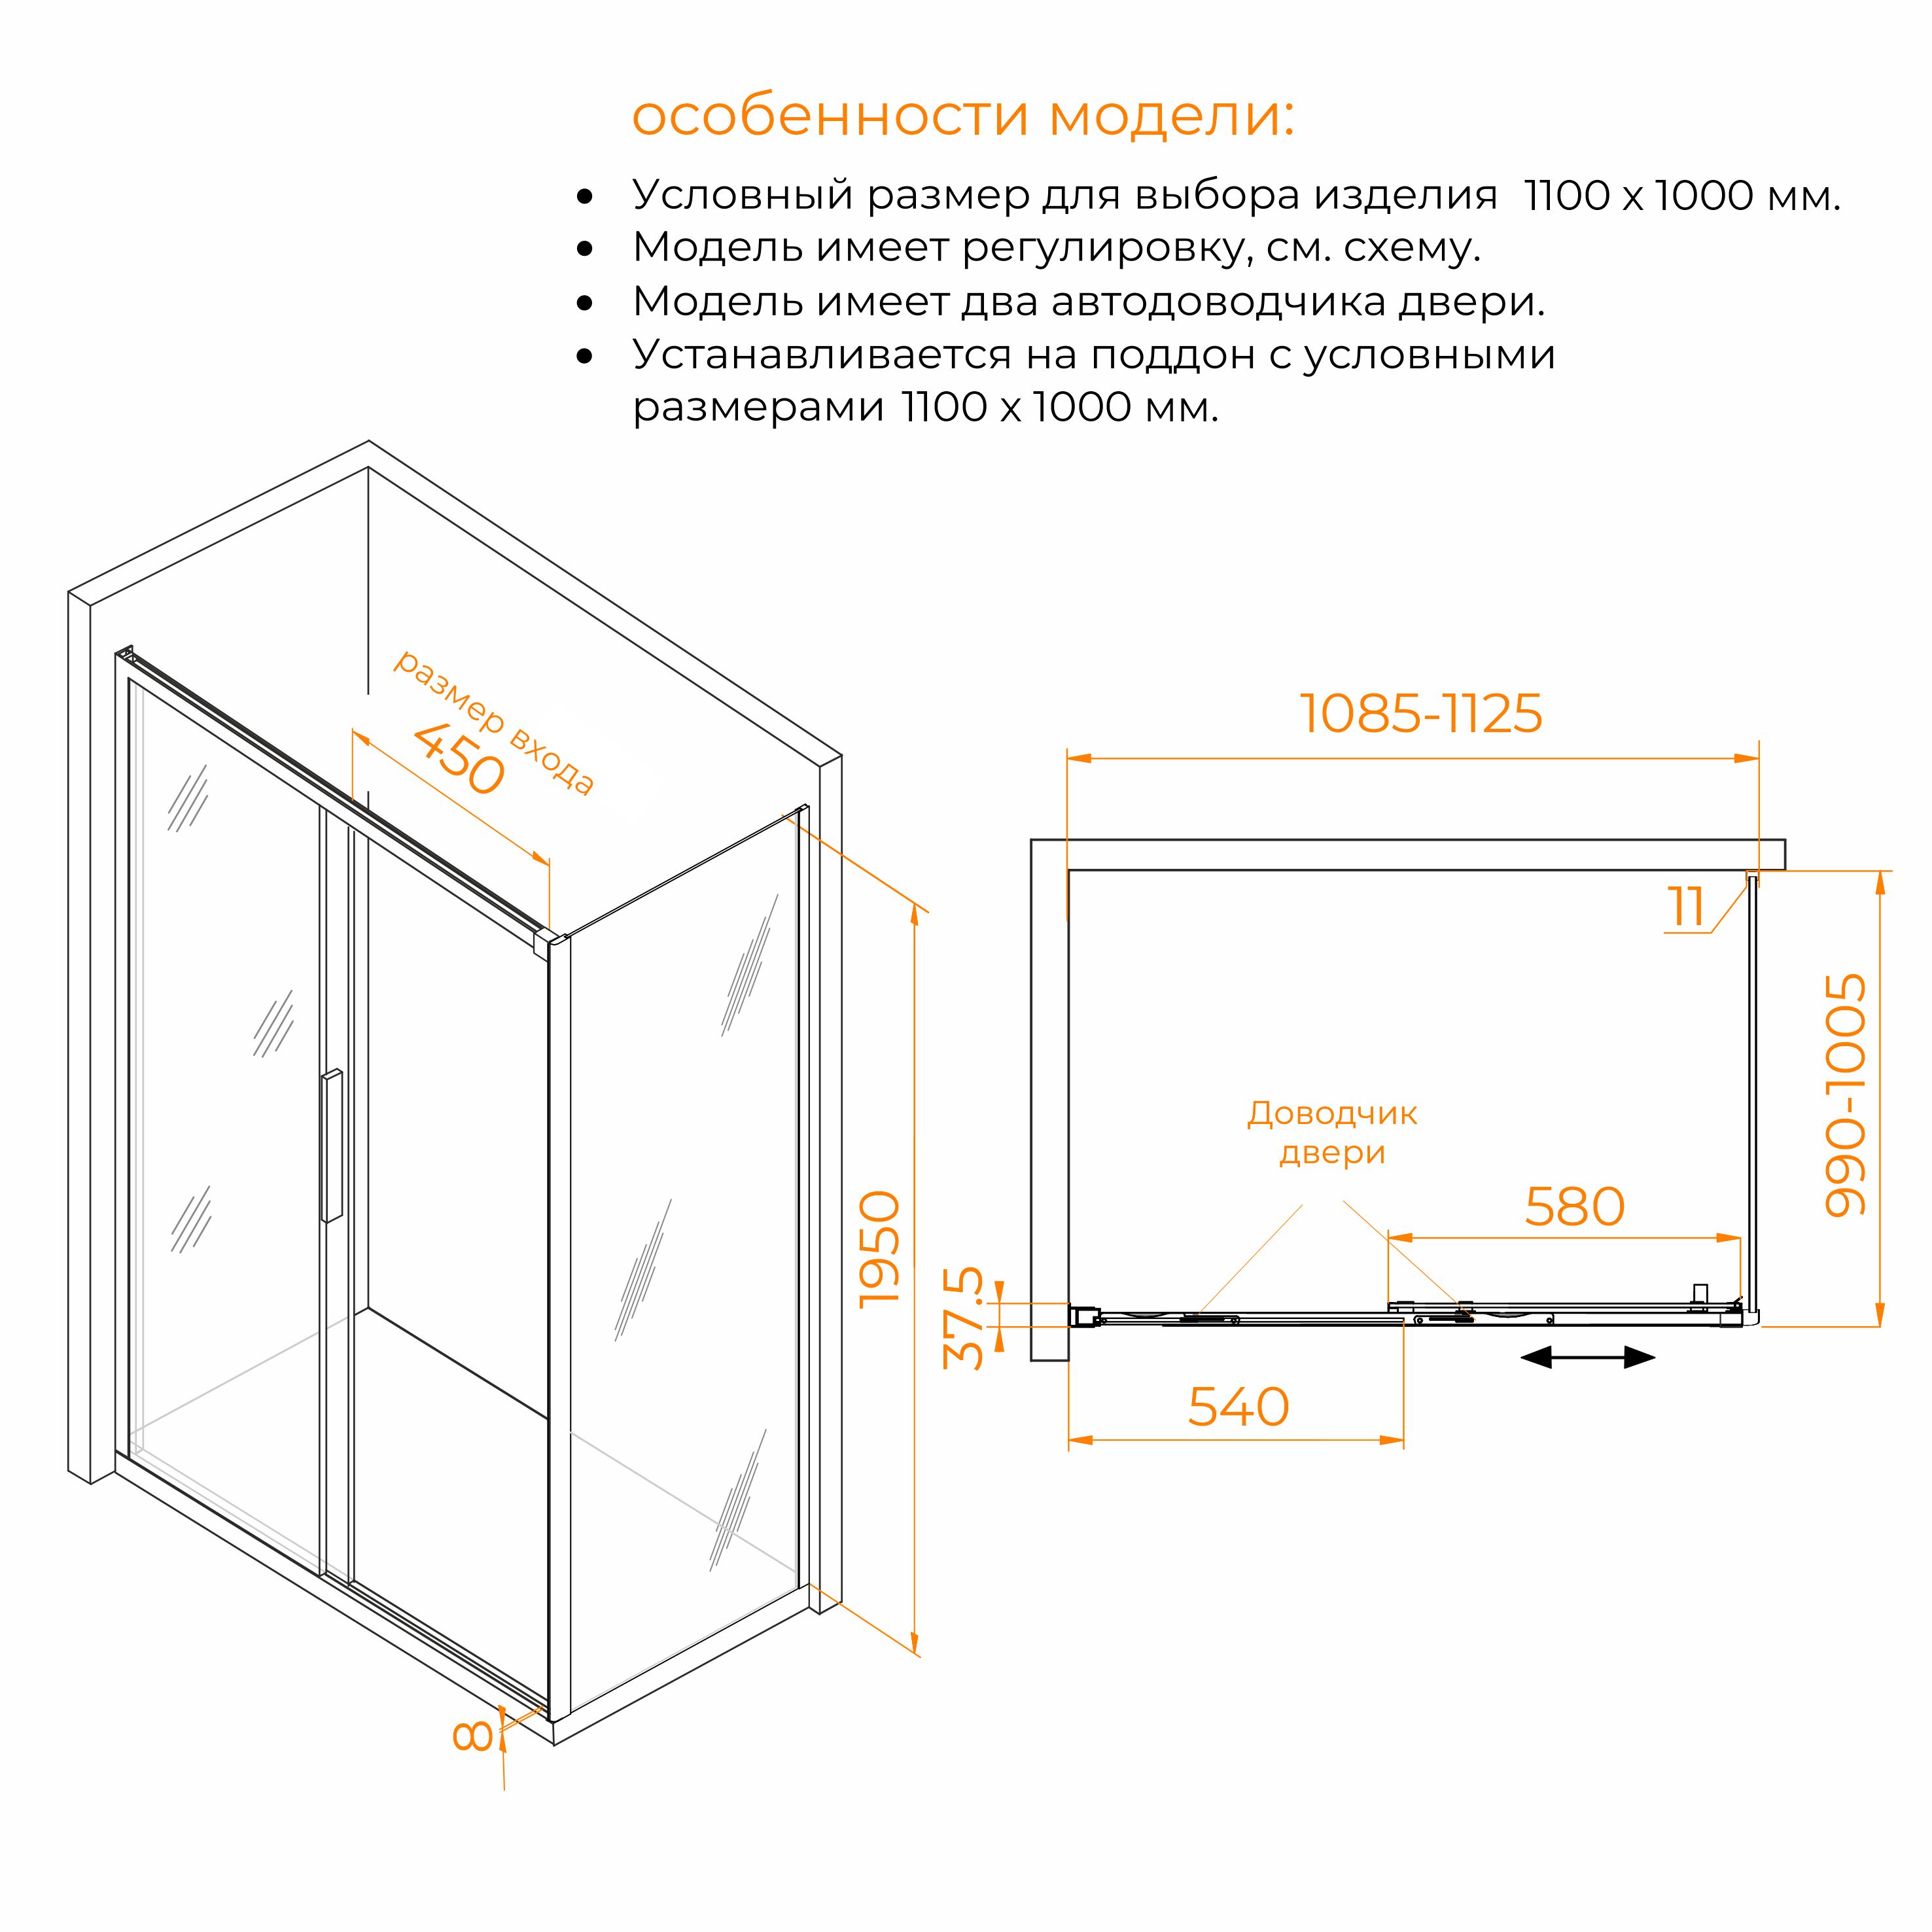 особенности модели:
● Условный размер для выбора изделия 1100 х 1000 мм.
● Модель имеет регулировку, см. схему.
● Модель имеет два автодоводчика двери.
● Устанавливается на поддон с условными
размерами 1100 х 1000 мм.
размер входа
450
1950
8
1085-1125
11
990-1005
Доводчик
двери
580
37.5
540